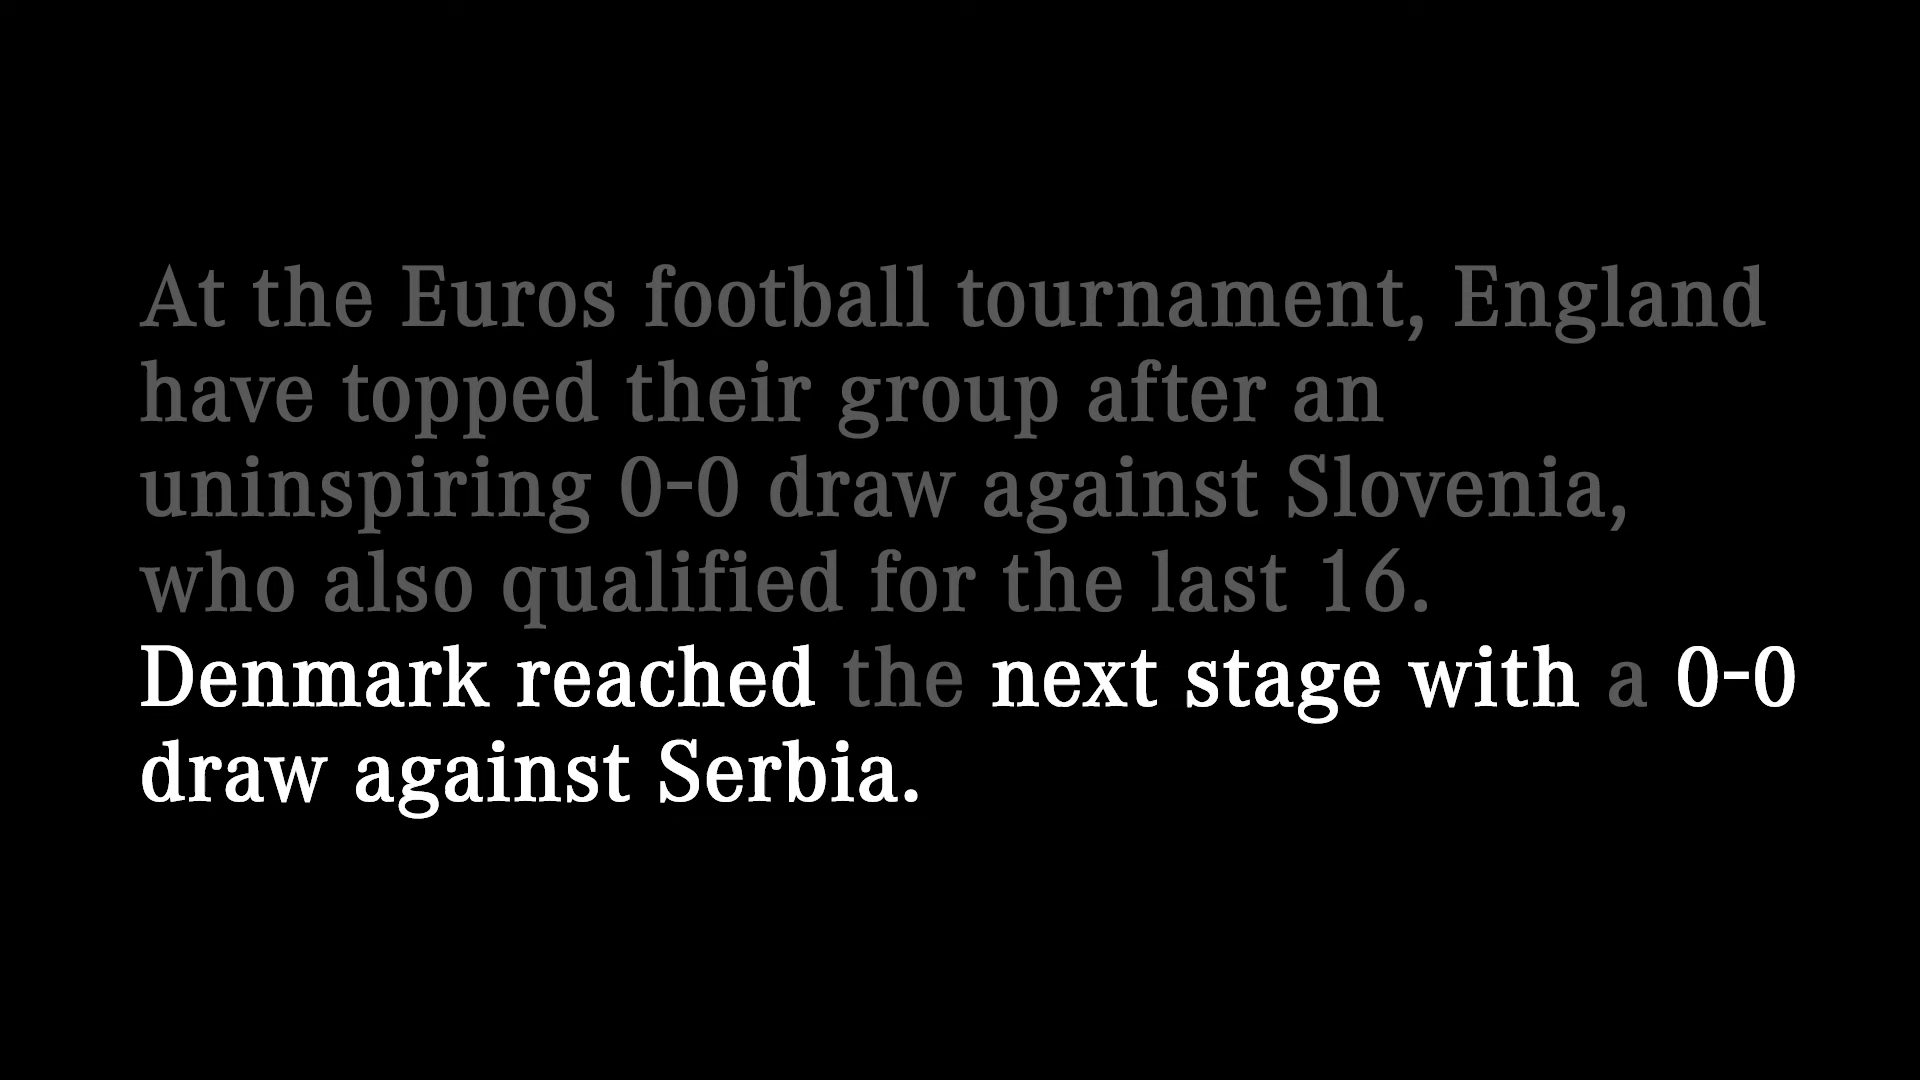 At the Euros football tournament, England
have topped their group after an
uninspiring 0-0 draw against Slovenia,
who also qualified for the last 16.
Denmark reached the next stage with a 0-0
draw against Serbia.